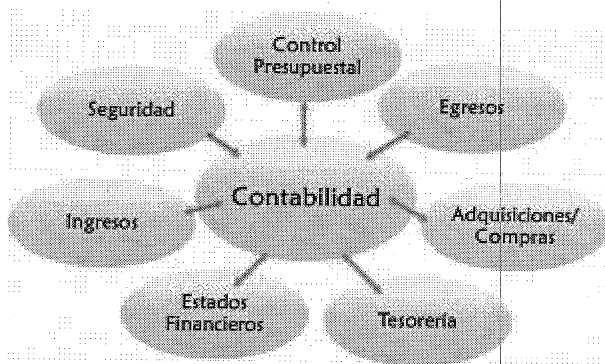 Control
Presupuestal
Seguridad
Egresos
Contabilidad
Ingresos
Adquisiciones/
Compras
Estados
Financieros
Tesorería